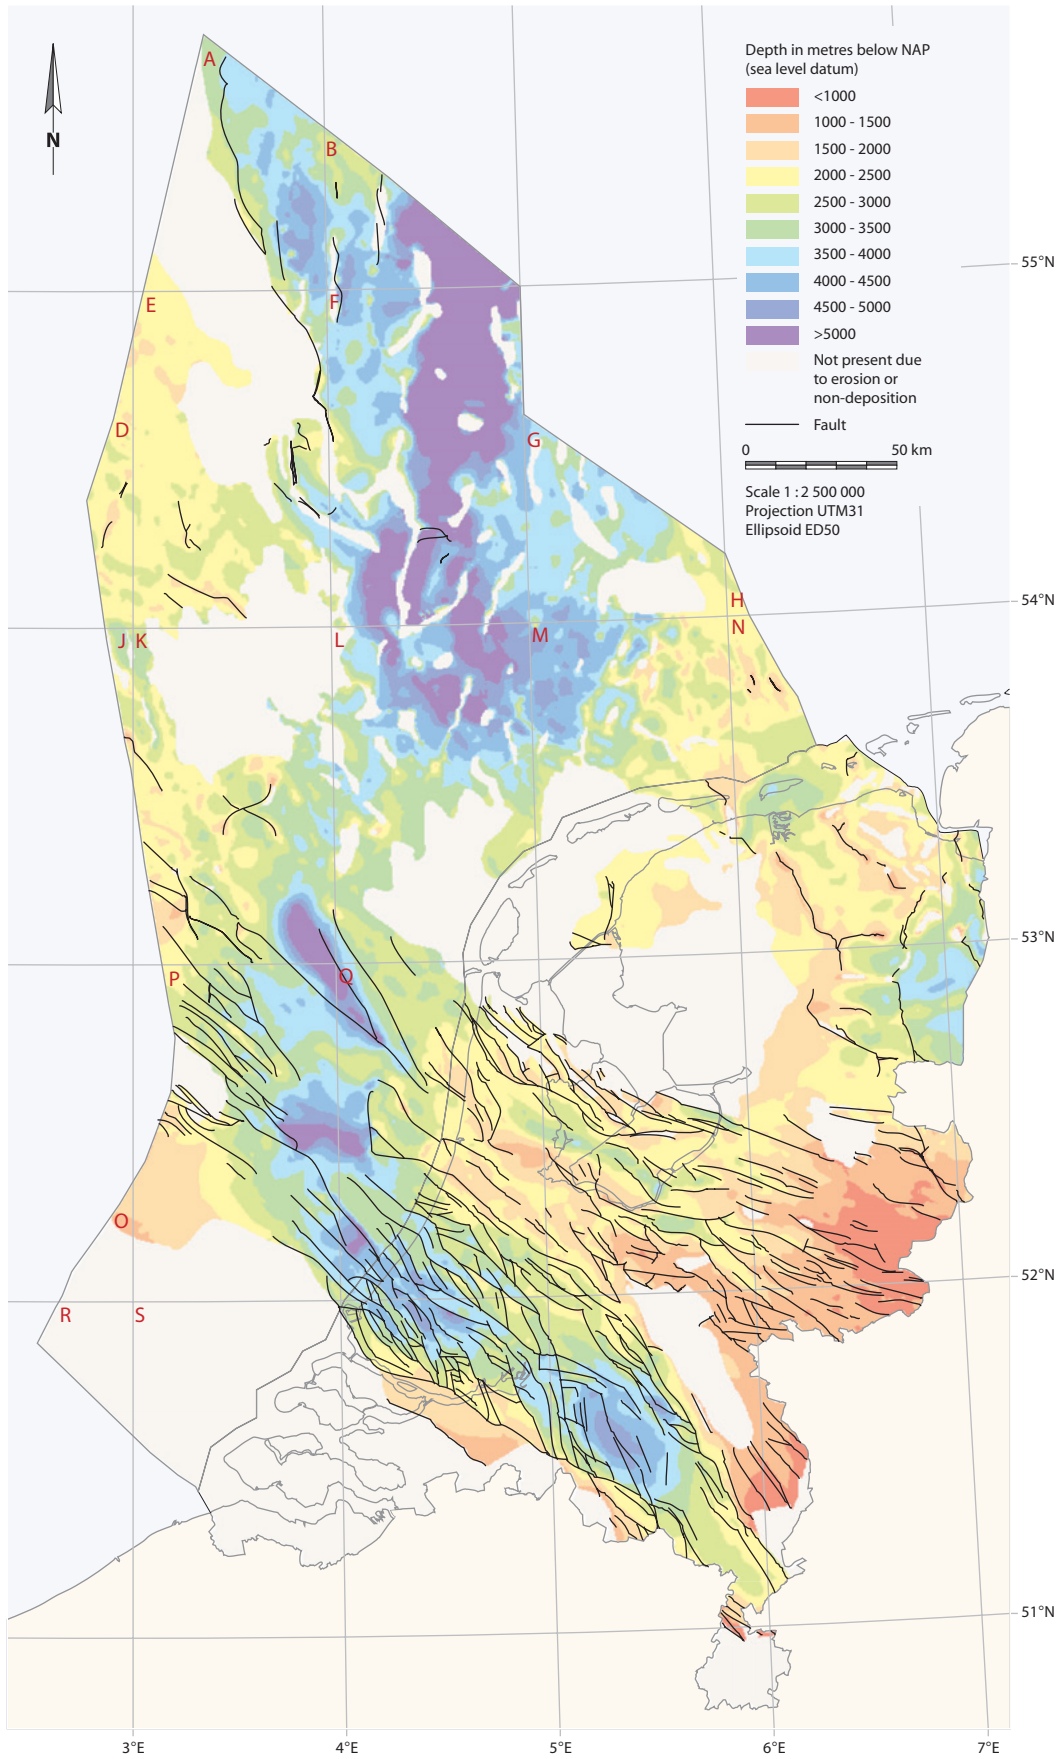 Depth in metres below NAP
(sea level datum)
<1000
1000 - 1500
1500 - 2000
2000 - 2500
2500 - 3000
3000 - 3500
3500 - 4000
4000 - 4500
4500 - 5000
>5000
Not present due
to erosion or
non-deposition
Fault
0 50 km
Scale 1 : 2 500 000
Projection UTM31
Ellipsoid ED50
N
A
B
E
F
D
G
H
J K
L
M
N
P
Q
O
R
S
55°N
54°N
53°N
52°N
51°N
3°E
4°E
5°E
6°E
7°E